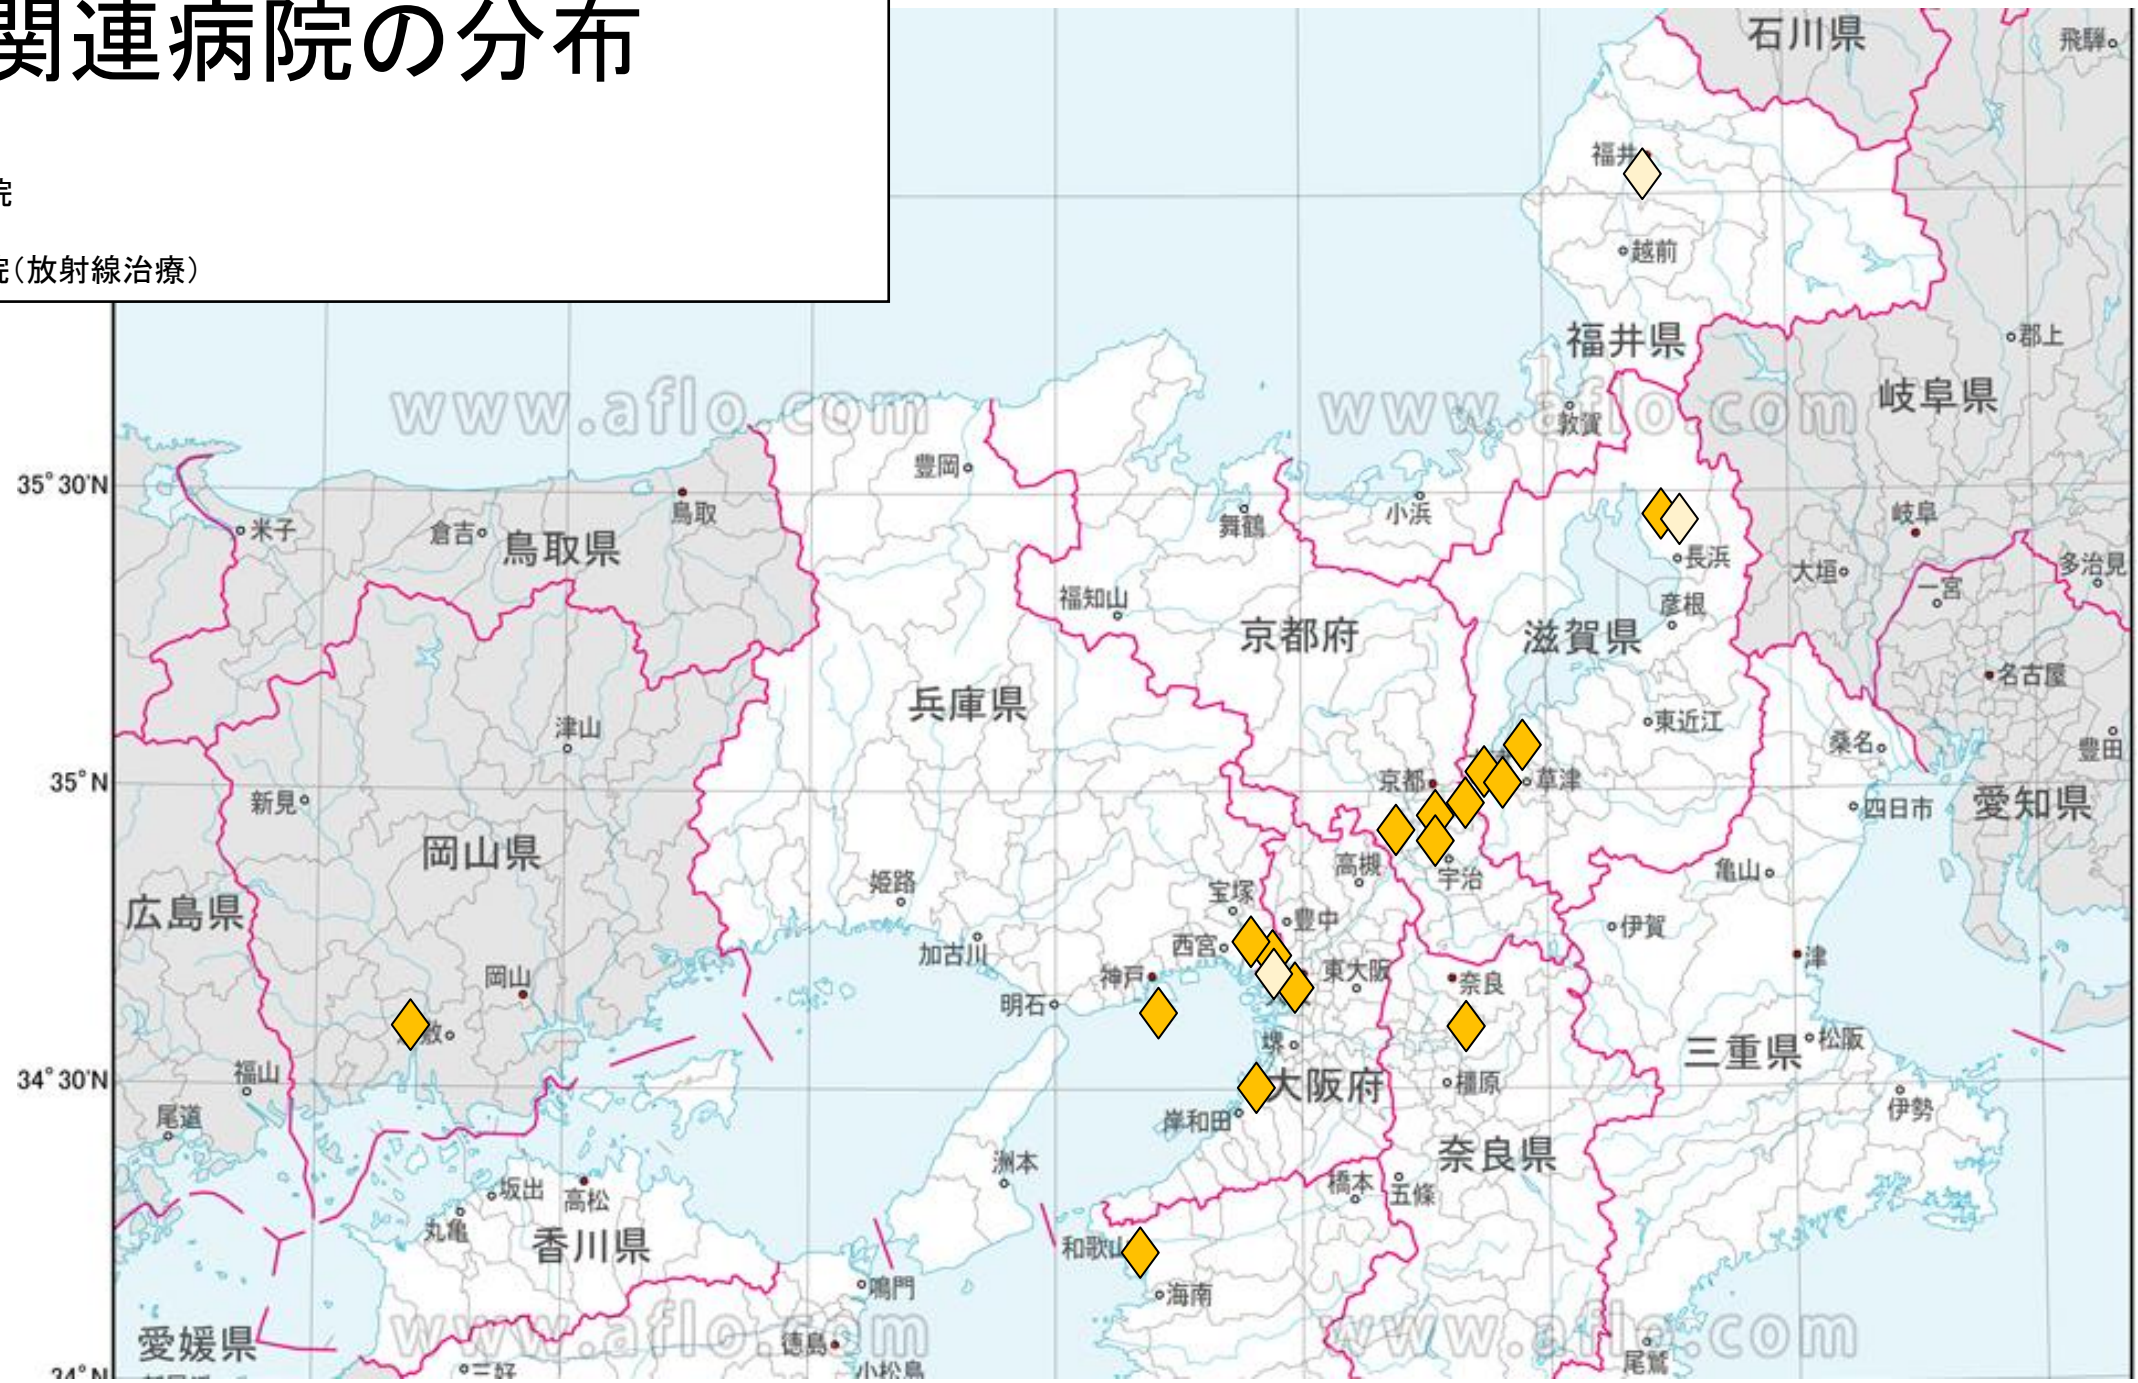 関連病院の分布
院
院(放射線治療)
石川県
飛騨
福井
越前
福井県
郡上
岐阜県
www.aflo.com
www.aflo.com
敦賀
豊岡
35°30'N
米子
倉吉
鳥取県
鳥取
舞鶴
小浜
岐阜
長浜
大垣
多治見
一宮
福知山
彦根
京都府
滋賀県
名古屋
兵庫県
津山
東近江
桑名
豊田
35°N
京都
草津
新見
四日市
愛知県
岡山県
高槻
宇治
亀山
姫路
宝塚
広島県
豊中
伊賀
加古川
西宮
神戸
東大阪
奈良
津
岡山
明石
敷
堺
三重県
松阪
34°30'N
福山
大阪府
橿原
尾道
岸和田
伊勢
奈良県
洲本
坂出
高松
橋本
五條
丸亀
香川県
和歌山
鳴門
海南
www.aflo.com
www.aflo.com
愛媛県
徳島
尾鷲
34°N
三好
小松島